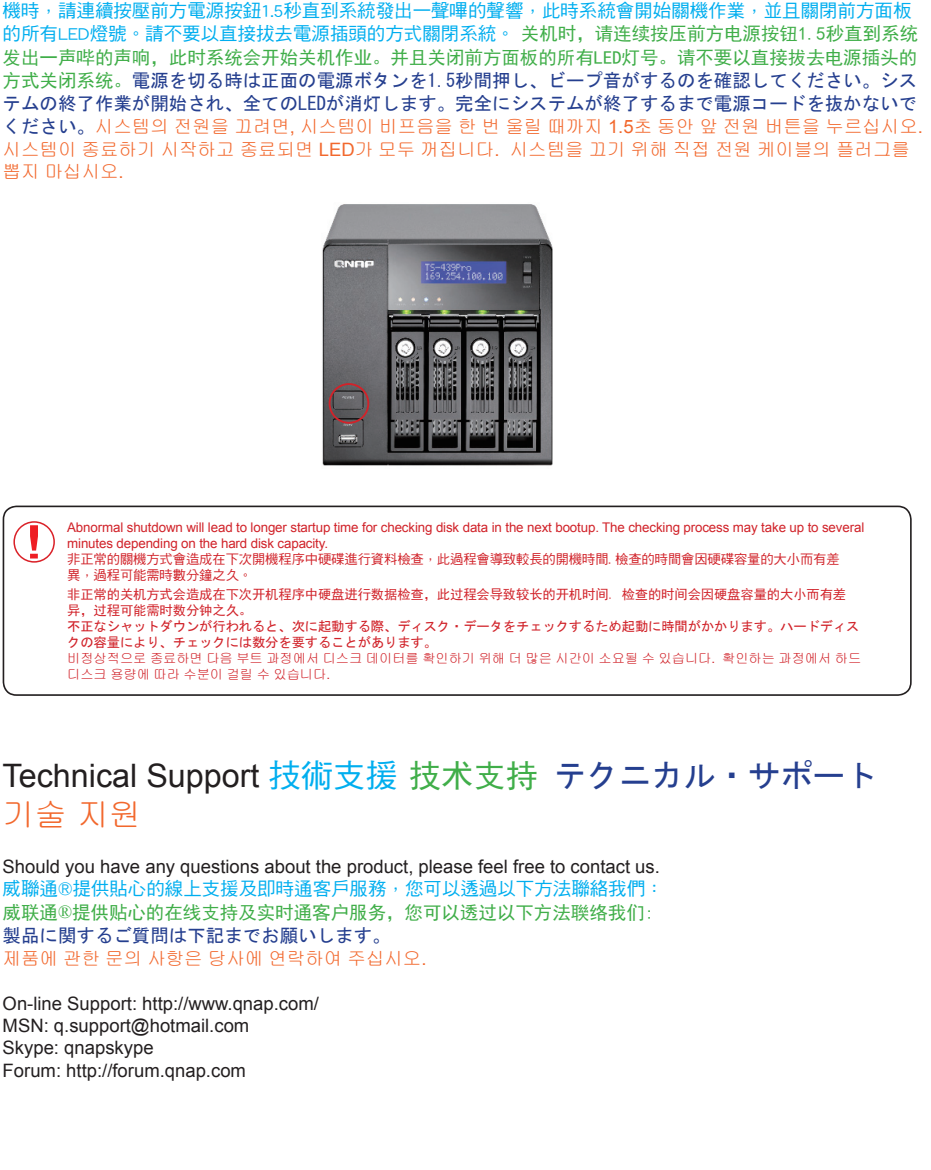 機時，請連續按壓前方電源按鈕1.5秒直到系統發出一聲嗶的聲響，此時系統會開始關機作業，並且關閉前方面板
的所有LED燈號。請不要以直接拔去電源插頭的方式關閉系統。 关机时，请连续按压前方电源按钮1.5秒直到系统
发出一声哔的声响，此时系统会开始关机作业。并且关闭前方面板的所有LED灯号。请不要以直接拔去电源插头的
方式关闭系统。電源を切る時は正面の電源ボタンを1.5秒間押し、ビープ音がするのを確認してください。シス
テムの終了作業が開始され、全てのLEDが消灯します。完全にシステムが終了するまで電源コードを抜かないで
ください。시스템의 전원을 끄려면, 시스템이 비프음을 한 번 울릴 때까지 1.5초 동안 앞 전원 버튼을 누르십시오.
시스템이 종료하기 시작하고 종료되면 LED가 모두 꺼집니다. 시스템을 끄기 위해 직접 전원 케이블의 플러그를
뽑지 마십시오.
QNAP
TS-439Pro
169.254.100.100
Abnormal shutdown will lead to longer startup time for checking disk data in the next bootup. The checking process may take up to several
minutes depending on the hard disk capacity.
非正常的關機方式會造成在下次開機程序中硬碟進行資料檢查，此過程會導致較長的開機時間. 檢查的時間會因硬碟容量的大小而有差
異，過程可能需時數分鐘之久。
非正常的关机方式会造成在下次开机程序中硬盘进行数据检查，此过程会导致较长的开机时间. 检查的时间会因硬盘容量的大小而有差
异，过程可能需时数分钟之久。
不正なシャットダウンが行われると、次に起動する際、ディスク・データをチェックするため起動に時間がかかります。ハードディス
クの容量により、チェックには数分を要することがあります。
비정상적으로 종료하면 다음 부트 과정에서 디스크 데이터를 확인하기 위해 더 많은 시간이 소요될 수 있습니다. 확인하는 과정에서 하드
디스크 용량에 따라 수분이 걸릴 수 있습니다.
Technical Support 技術支援 技术支持 テクニカル・サポート
기술 지원
Should you have any questions about the product, please feel free to contact us.
威聯通®提供貼心的線上支援及即時通客戶服務，您可以透過以下方法聯絡我們：
威联通®提供贴心的在线支持及实时通客户服务，您可以透过以下方法联络我们:
製品に関するご質問は下記までお願いします。
제품에 관한 문의 사항은 당사에 연락하여 주십시오.
On-line Support: http://www.qnap.com/
MSN: q.support@hotmail.com
Skype: qnapskype
Forum: http://forum.qnap.com